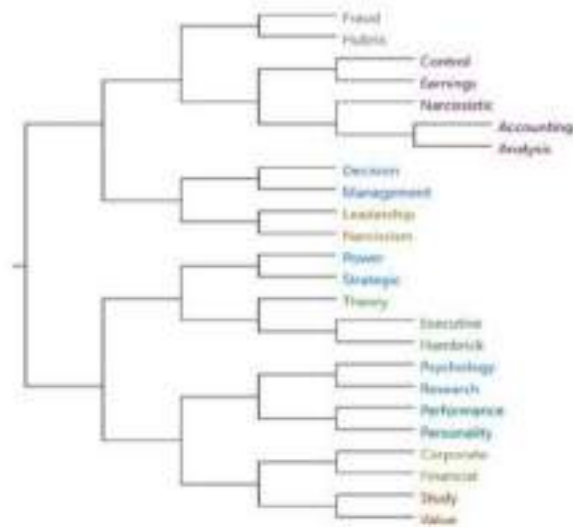 Fraud
Hubris
Control
Earnings
Narcissistic
Accounting
Analysis
Decision
Management
Leadership
Narcissism
Power
Strategic
Theory
Executive
Hambrick
Psychology
Research
Performance
Personality
Corporate
Financial
Study
Value